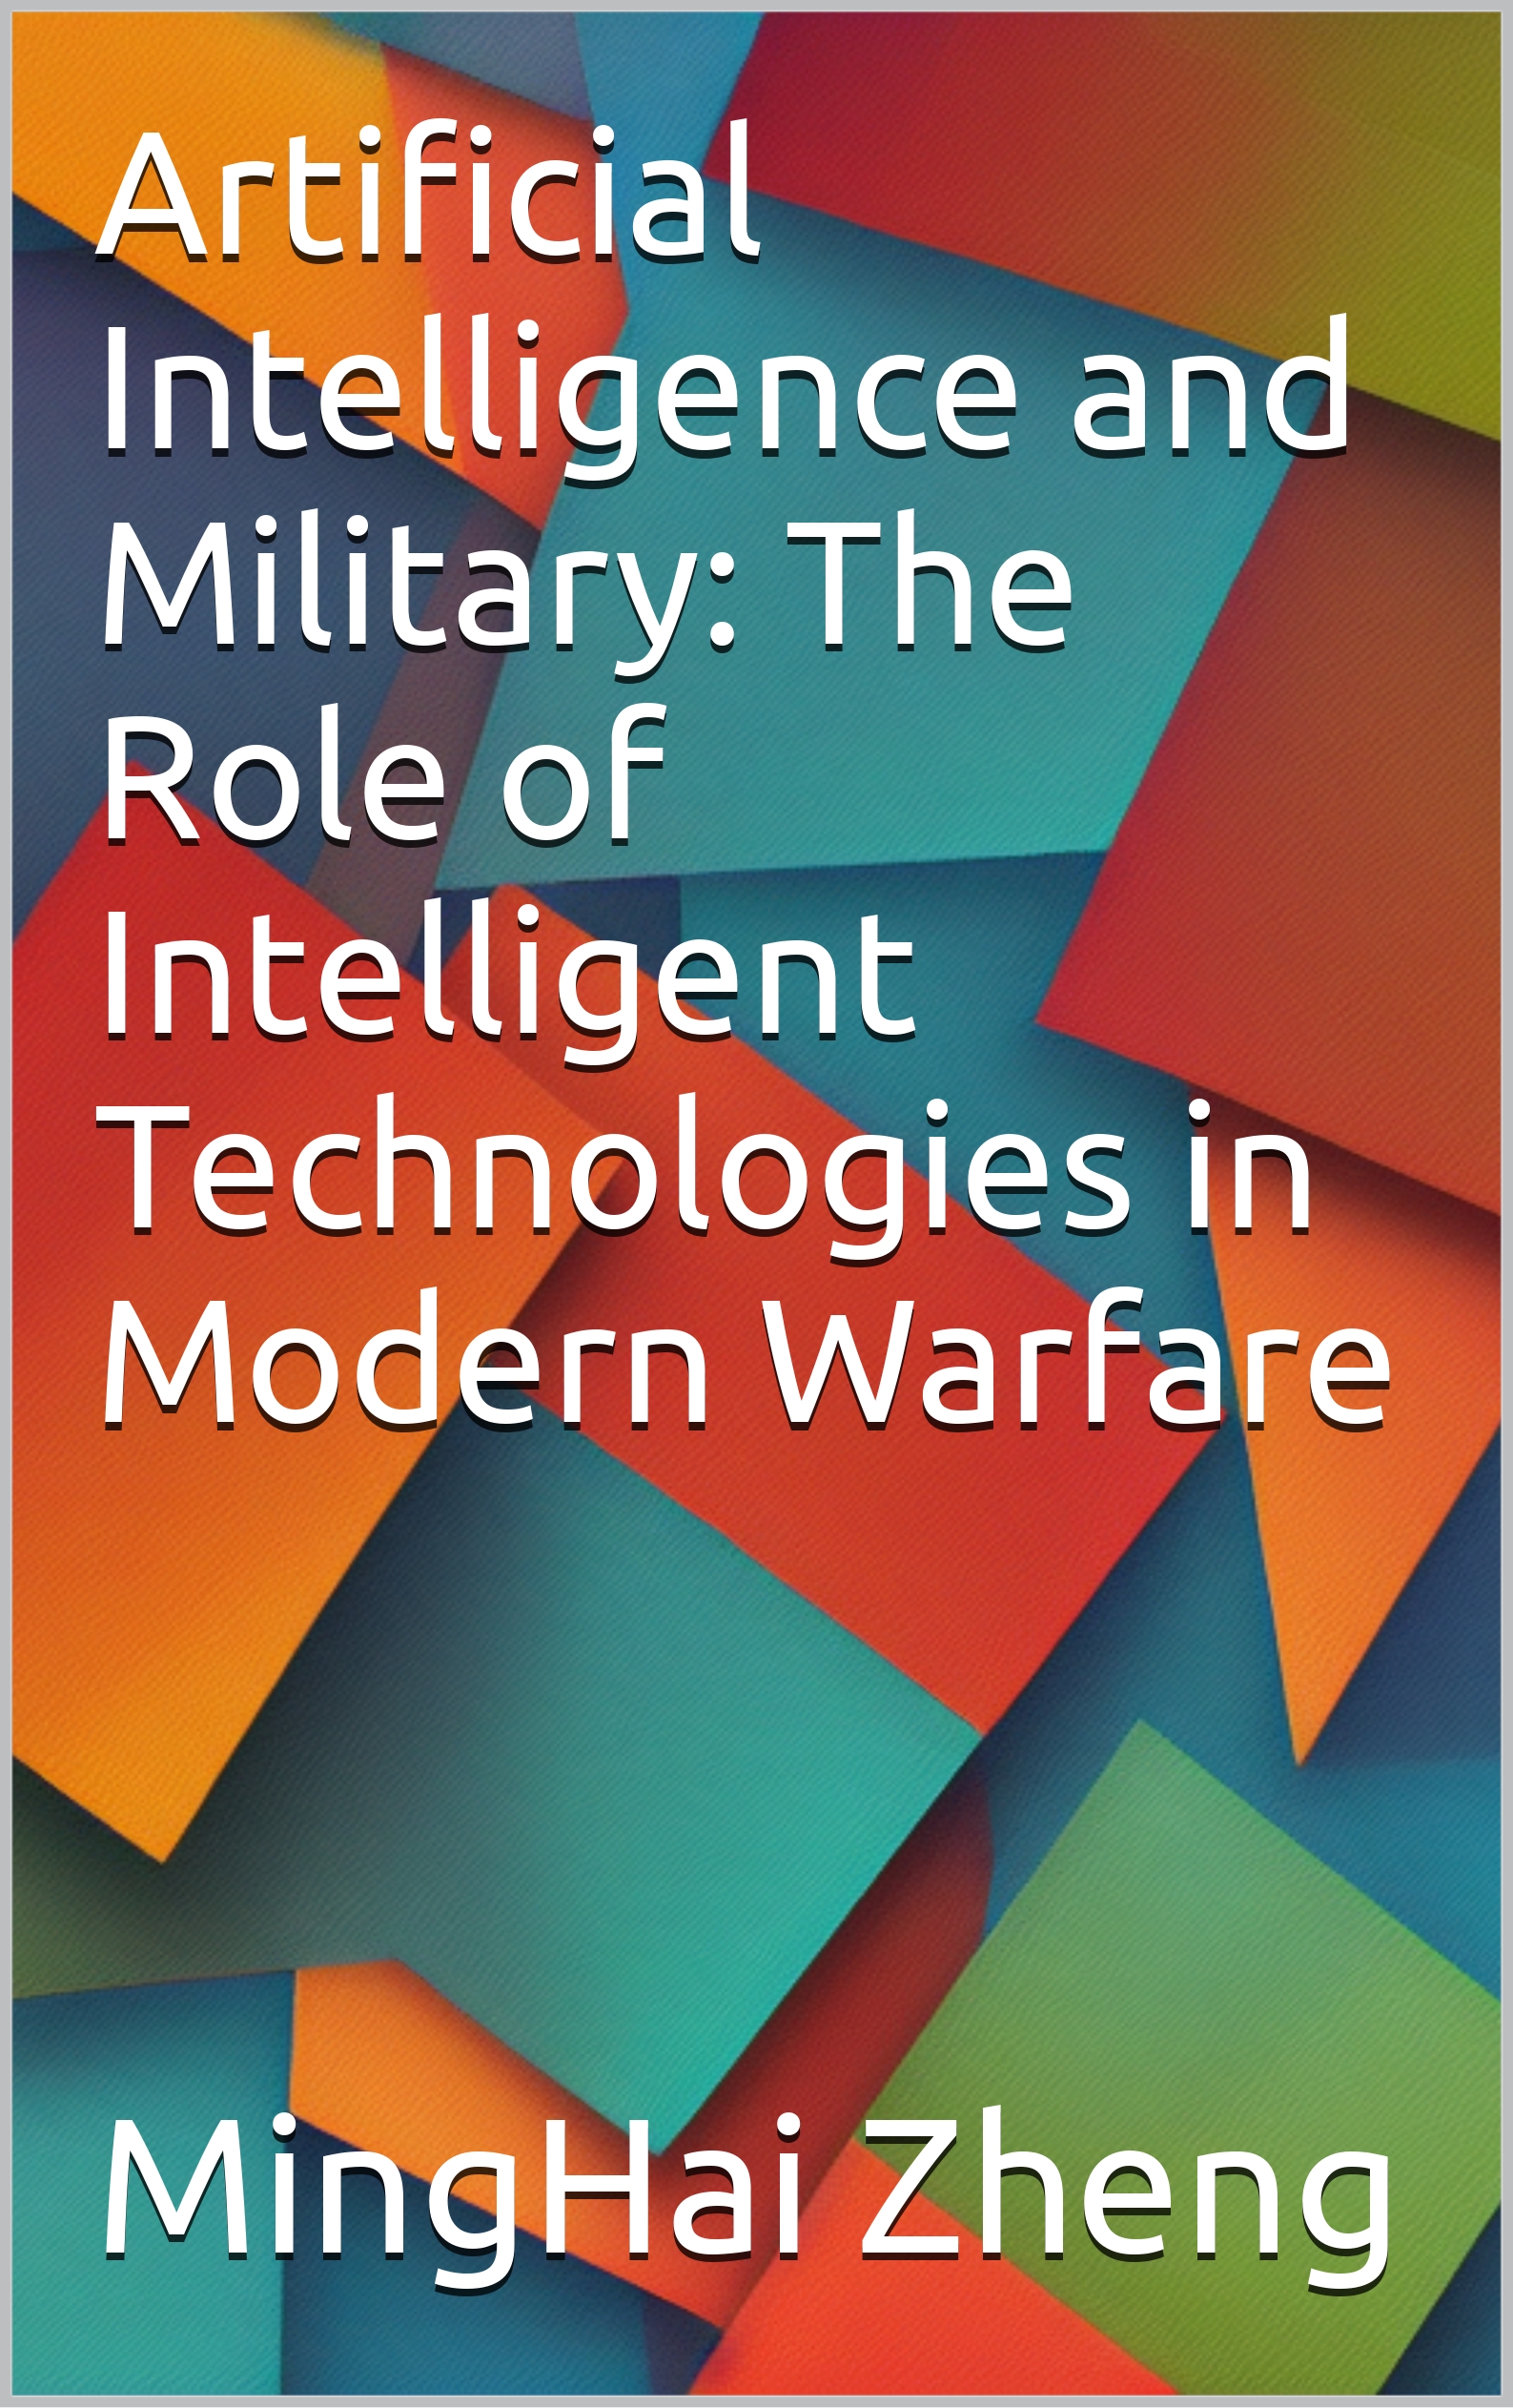 Artificial
Intelligence and
Military: The
Role of
Intelligent
Technologies in
Modern Warfare
MingHai Zheng